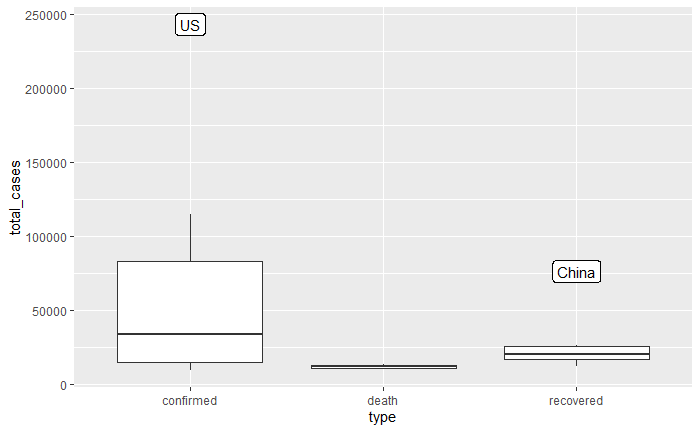 250000
US
200000
150000
total_cases
100000
China
50000
0
confirmed death recovered
type